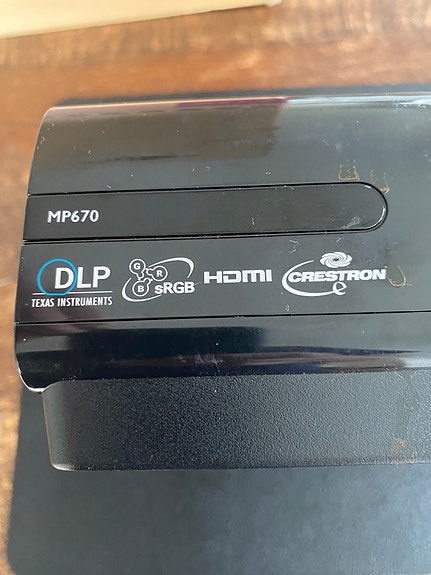 MP670
DLP
TEXAS INSTRUMENTS
G
R
B
sRGB
HDMI
CRESTRON
e